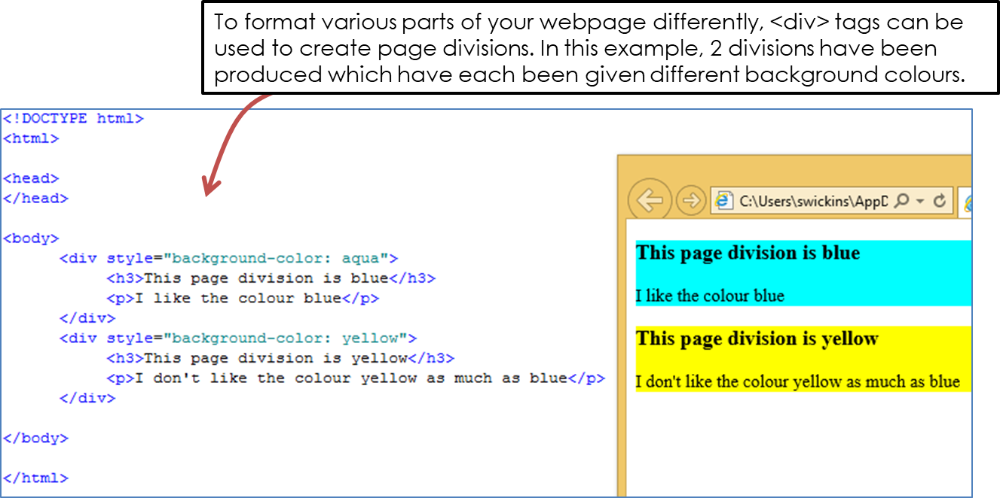 To format various parts of your webpage differently, <div> tags can be
used to create page divisions. In this example, 2 divisions have been
produced which have each been given different background colours.
<!DOCTYPE html>
<html>
<head>
</head>
<body>
<div style="background-color: aqua">
<h3>This page division is blue</h3>
<p>I like the colour blue</p>
</div>
<div style="background-color: yellow">
<h3>This page division is yellow</h3>
<p>I don't like the colour yellow as much as blue</p>
</div>
</body>
</html>
C:\Users\swickins\AppD
This page division is blue
I like the colour blue
This page division is yellow
I don't like the colour yellow as much as blue